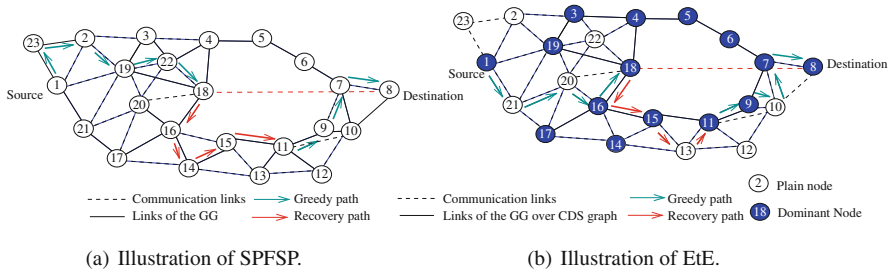 23
2
3
4
5
6
7
8
1
19
22
18
20
21
16
17
14
15
13
11
9
10
12
Source
Destination
Communication links
Links of the GG
Greedy path
Recovery path
(a) Illustration of SPFSP.
23
2
3
4
5
6
7
8
1
19
22
18
20
21
16
17
14
15
13
11
9
10
12
Source
Destination
Communication links
Links of the GG over CDS graph
Greedy path
Recovery path
2 Plain node
18 Dominant Node
(b) Illustration of EtE.